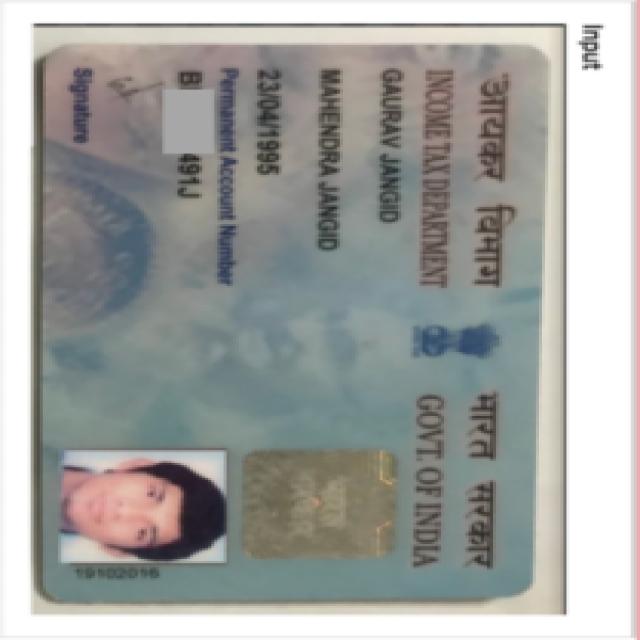 Input
आयकर विभाग भारत सरकार
INCOME TAX DEPARTMENT GOVT. OF INDIA
GAURAV JANGID
MAHENDRA JANGID
23/04/1995
Permanent Account Number
B 491J
Signature
19102016